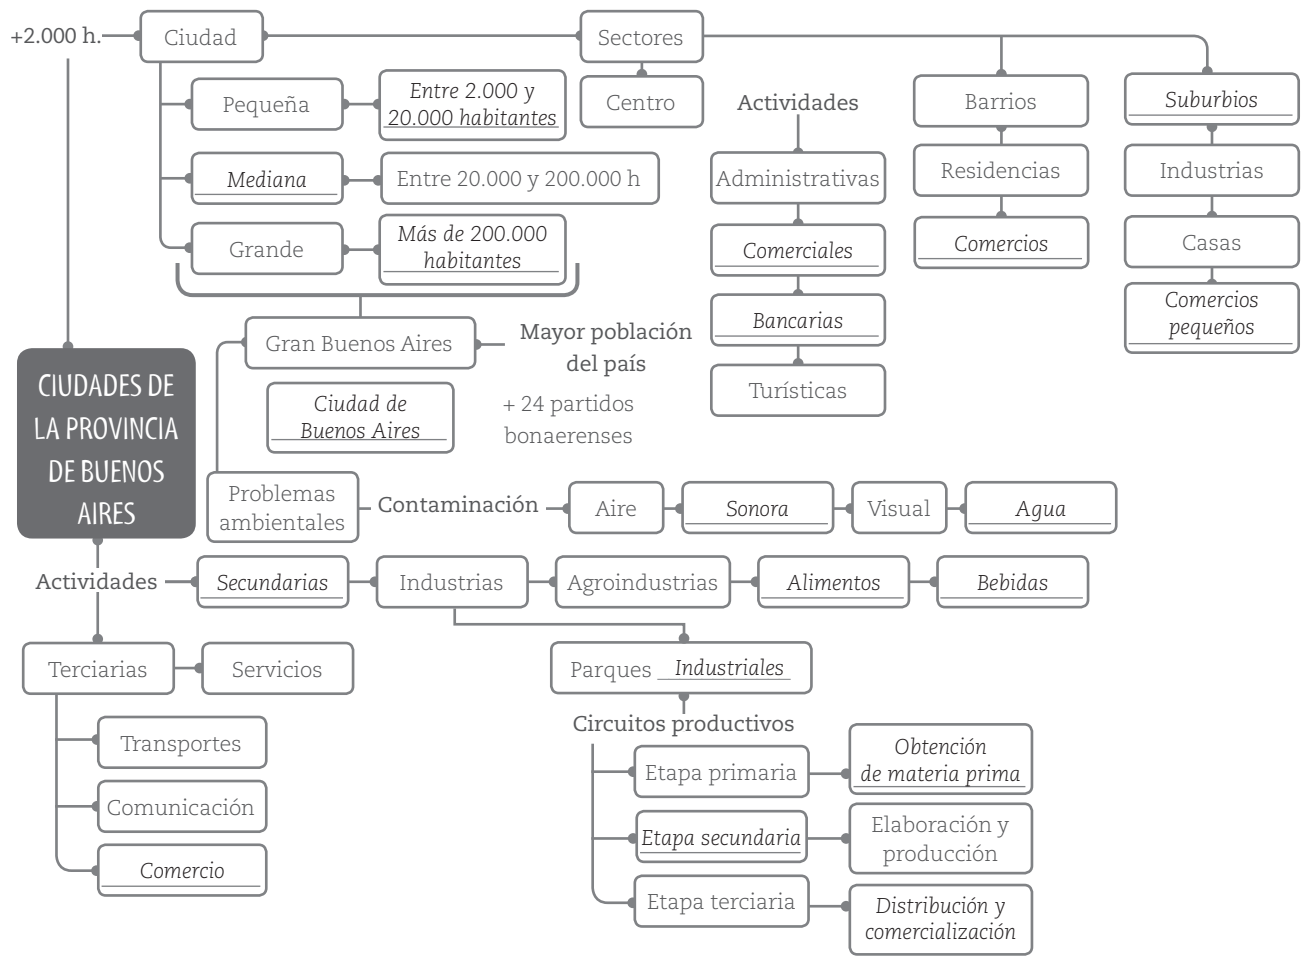 +2.000 h.
Ciudad
Sectores
Pequeña
Entre 2.000 y
20.000 habitantes
Mediana
Entre 20.000 y 200.000 h
Grande
Más de 200.000
habitantes
Centro
Actividades
Administrativas
Comerciales
Bancarias
Turísticas
Barrios
Residencias
Comercios
Suburbios
Industrias
Casas
Comercios
pequeños
Gran Buenos Aires
Mayor población
del país
Ciudad de
Buenos Aires
+ 24 partidos
bonaerenses
CIUDADES DE
LA PROVINCIA
DE BUENOS
AIRES
Problemas
ambientales
Contaminación
Aire
Sonora
Visual
Agua
Actividades
Secundarias
Industrias
Agroindustrias
Alimentos
Bebidas
Terciarias
Servicios
Transportes
Comunicación
Comercio
Parques Industriales
Circuitos productivos
Etapa primaria
Obtención
de materia prima
Etapa secundaria
Elaboración y
producción
Etapa terciaria
Distribución y
comercialización